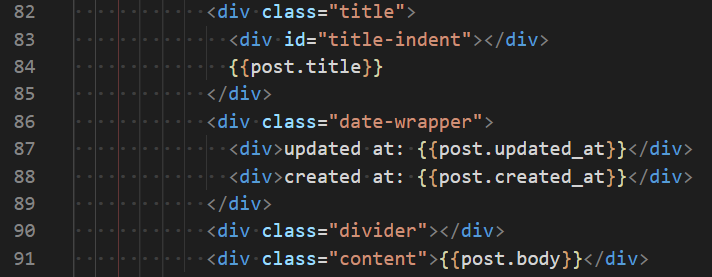 82 <div class="title">
83 <div id="title-indent"></div>
84 {{post.title}}
85 </div>
86 <div class="date-wrapper">
87 <div>updated at: {{post.updated_at}}</div>
88 <div>created at: {{post.created_at}}</div>
89 </div>
90 <div class="divider"></div>
91 <div class="content">{{post.body}}</div>